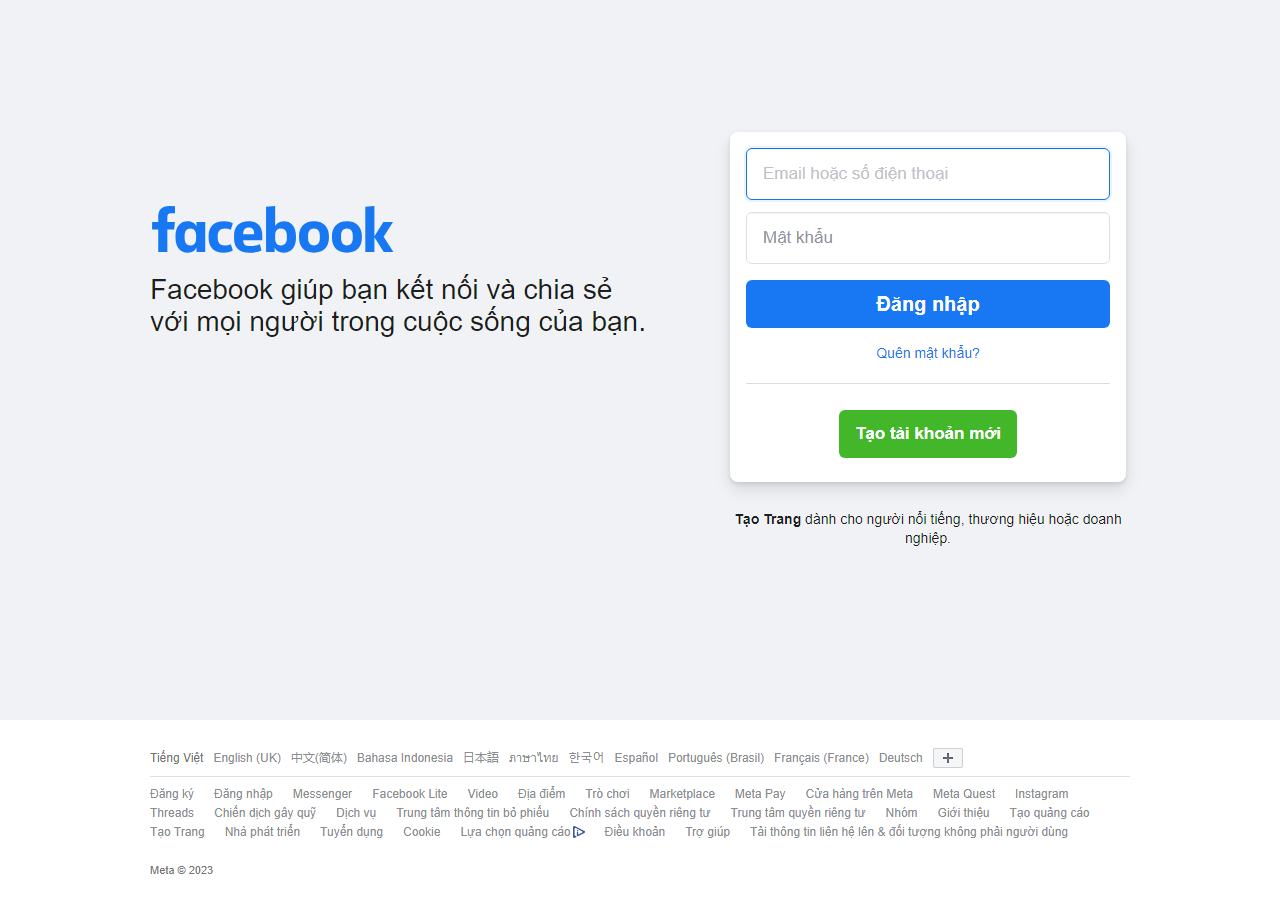 facebook
Facebook giúp bạn kết nối và chia sẻ
với mọi người trong cuộc sống của bạn.
Email hoặc số điện thoại
Mật khẩu
Đăng nhập
Quên mật khẩu?
Tạo tài khoản mới
Tạo Trang dành cho người nổi tiếng, thương hiệu hoặc doanh
nghiệp.
Tiếng Việt English (UK) 中文(简体) Bahasa Indonesia 日本語 ภาษาไทย 한국어 Español Português (Brasil) Français (France) Deutsch
Đăng ký Đăng nhập Messenger Facebook Lite Video Địa điểm Trò chơi Marketplace Meta Pay Cửa hàng trên Meta Meta Quest Instagram
Threads Chiến dịch gây quỹ Dịch vụ Trung tâm thông tin bỏ phiếu Chính sách quyền riêng tư Trung tâm quyền riêng tư Nhóm Giới thiệu Tạo quảng cáo
Tạo Trang Nhà phát triển Tuyển dụng Cookie Lựa chọn quảng cáo Điều khoản Trợ giúp Tải thông tin liên hệ lên & đối tượng không phải người dùng
Meta © 2023